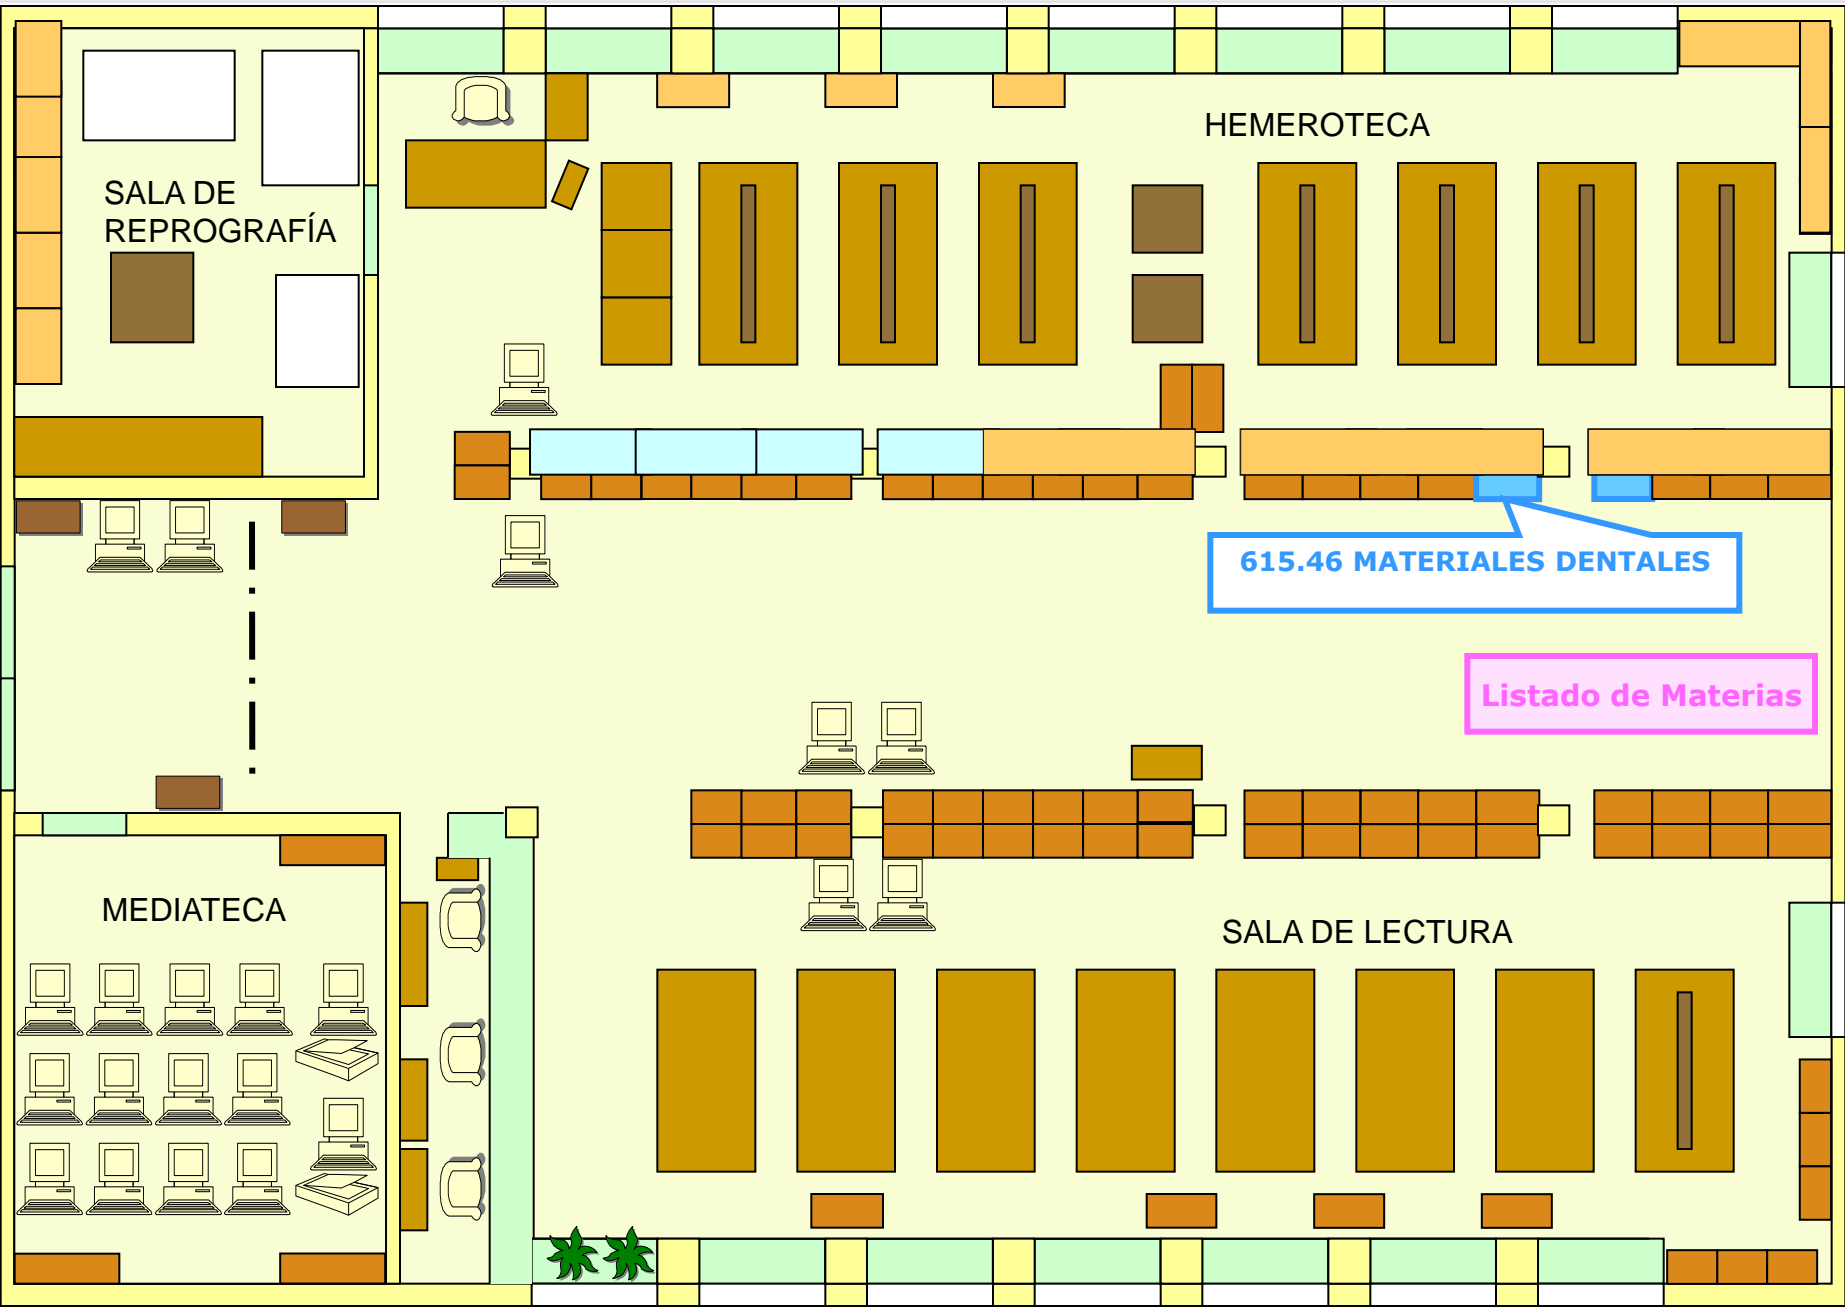 HEMEROTECA
SALA DE
REPROGRAFÍA
615.46 MATERIALES DENTALES
Listado de Materias
MEDIATECA
SALA DE LECTURA